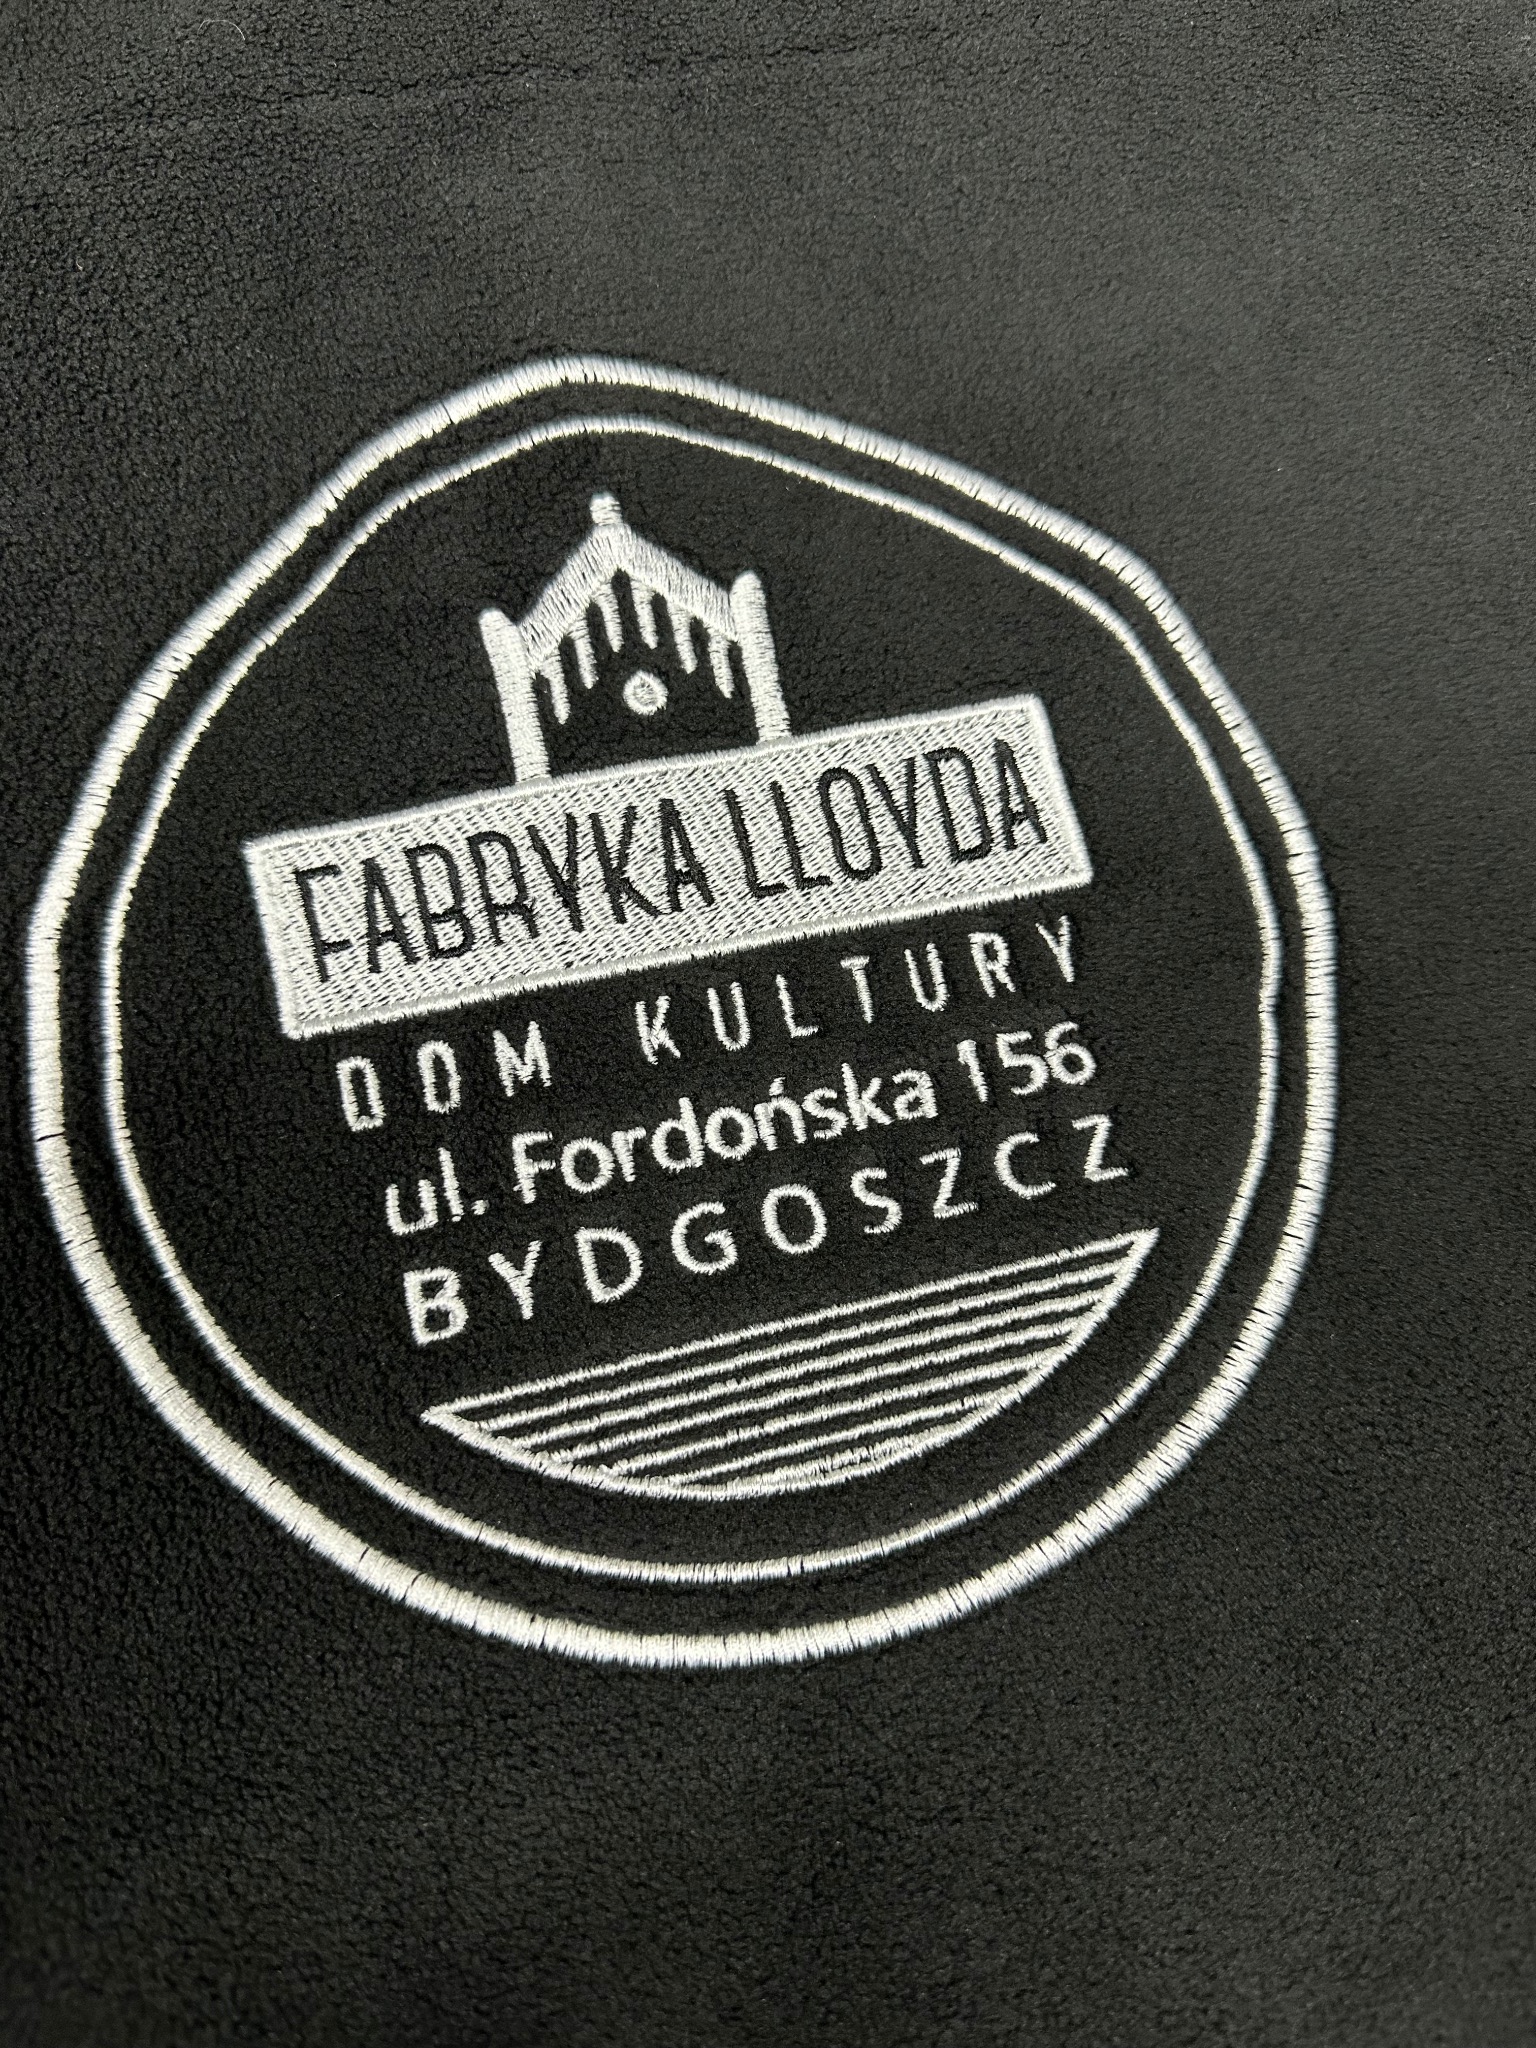 FABRYKA LLOYDA
DOM KULTURY
ul. Fordońska 156
BYDGOSZCZ